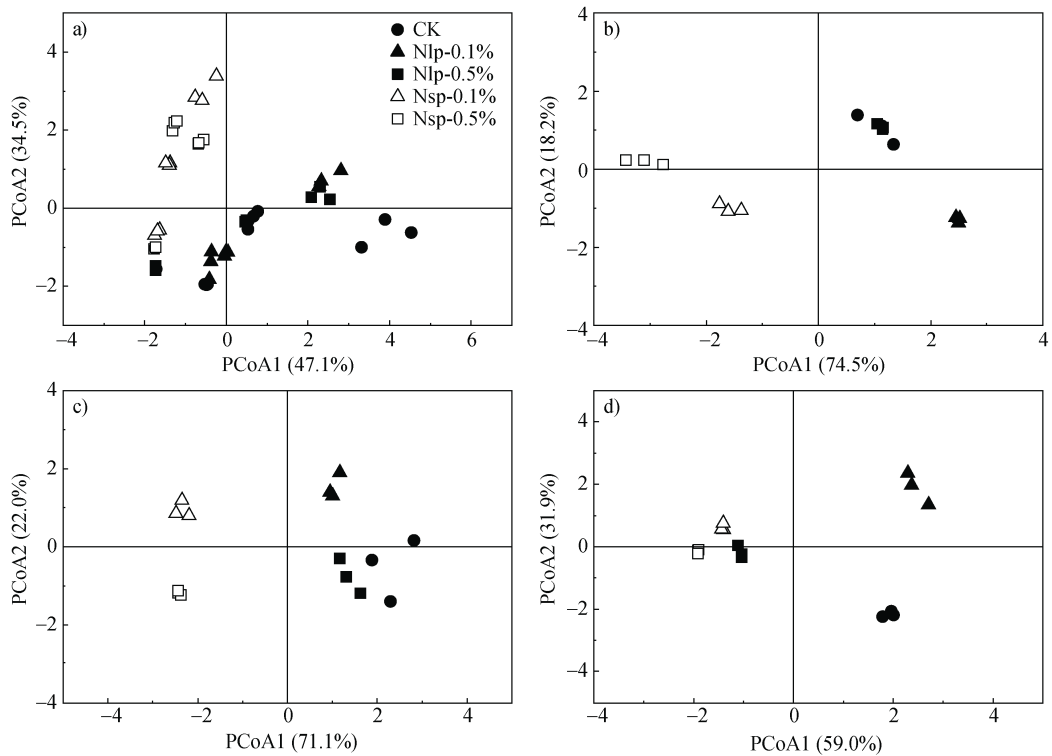 a)
CK
Nlp-0.1%
Nlp-0.5%
Nsp-0.1%
Nsp-0.5%
4
2
0
−2
PCoA2 (34.5%)
−4 −2 0 2 4 6
PCoA1 (47.1%)
b)
4
2
0
−2
−4
PCoA2 (18.2%)
−4 −2 0 2 4
PCoA1 (74.5%)
c)
4
2
0
−2
−4
PCoA2 (22.0%)
−4 −2 0 2 4
PCoA1 (71.1%)
d)
4
2
0
−2
−4
PCoA2 (31.9%)
−4 −2 0 2 4
PCoA1 (59.0%)